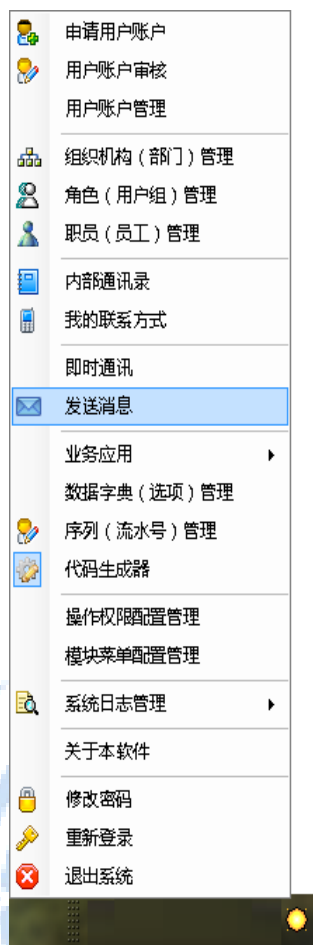 申请用户账户
用户账户审核
用户账户管理
组织机构（部门）管理
角色（用户组）管理
职员（员工）管理
内部通讯录
我的联系方式
即时通讯
发送消息
业务应用
数据字典（选项）管理
序列（流水号）管理
代码生成器
操作权限配置管理
模块菜单配置管理
系统日志管理
关于本软件
修改密码
重新登录
退出系统